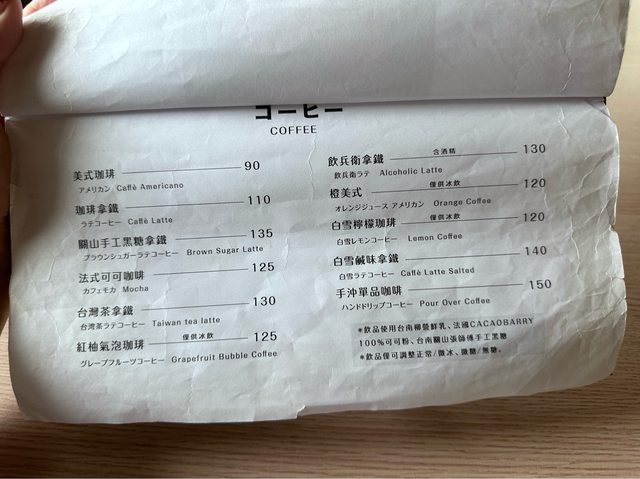 コーヒー
COFFEE
美式珈琲 90
アメリカン Caffè Americano
珈琲拿鐵 110
ラテコーヒー Caffè Latte
關山手工黑糖拿鐵 135
ブラウンシュガーラテコーヒー Brown Sugar Latte
法式可可咖啡 125
カフェモカ Mocha
台灣茶拿鐵 130
台湾茶ラテコーヒー Taiwan tea latte
紅柚氣泡珈琲 僅供冰飲 125
グレープフルーツコーヒー Grapefruit Bubble Coffee
飲兵衛拿鐵 含酒精 130
飲兵衛ラテ Alcoholic Latte
橙美式 僅供冰飲 120
オレンジジュース アメリカン Orange Coffee
白雪檸檬珈琲 僅供冰飲 120
白雪レモンコーヒー Lemon Coffee
白雪鹹味拿鐵 140
白雪ラテコーヒー Caffè Latte Salted
手沖單品咖啡 150
ハンドドリップコーヒー Pour Over Coffee
*飲品使用台南柳營鮮乳、法國CACAOBARRY
100%可可粉、台南關山張師傅手工黑糖
*飲品僅可調整正常/微冰、微糖/無糖。